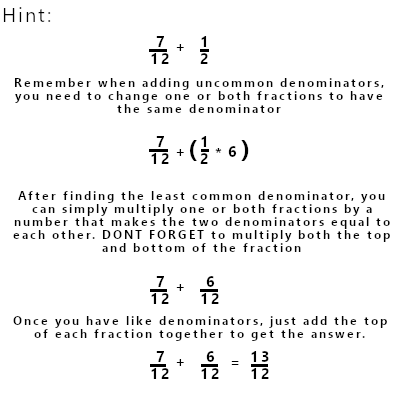 Hint:
7/12 + 1/2
Remember when adding uncommon denominators,
you need to change one or both fractions to have
the same denominator
7/12 + (1/2 * 6)
After finding the least common denominator, you
can simply multiply one or both fractions by a
number that makes the two denominators equal to
each other. DONT FORGET to multiply both the top
and bottom of the fraction
7/12 + 6/12
Once you have like denominators, just add the top
of each fraction together to get the answer.
7/12 + 6/12 = 13/12